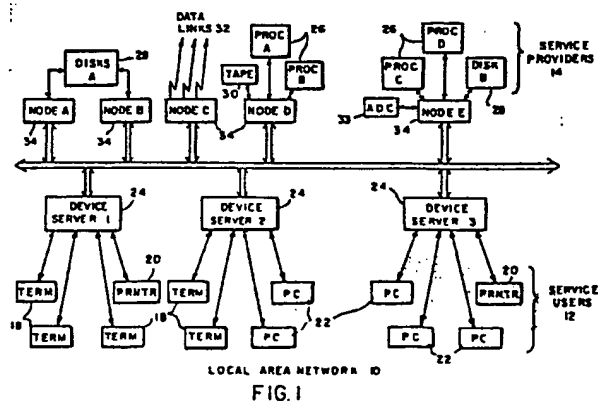 DATA
LINKS 32
26
26
DISKS
A
28
PROC
A
PROC
D
SERVICE
PROVIDERS
14
TAPE
PROC
B
PROC
C
DISK
B
30
28
NODE A
NODE B
NODE C
NODE D
ADC
NODE E
33
34
34
34
34
24
24
24
DEVICE
SERVER 1
DEVICE
SERVER 2
DEVICE
SERVER 3
20
20
TERM
PRNTR
TERM
PC
PC
PRNTR
SERVICE
USERS
12
18
18
22
TERM
TERM
TERM
PC
PC
PC
22
LOCAL AREA NETWORK 10
FIG. 1